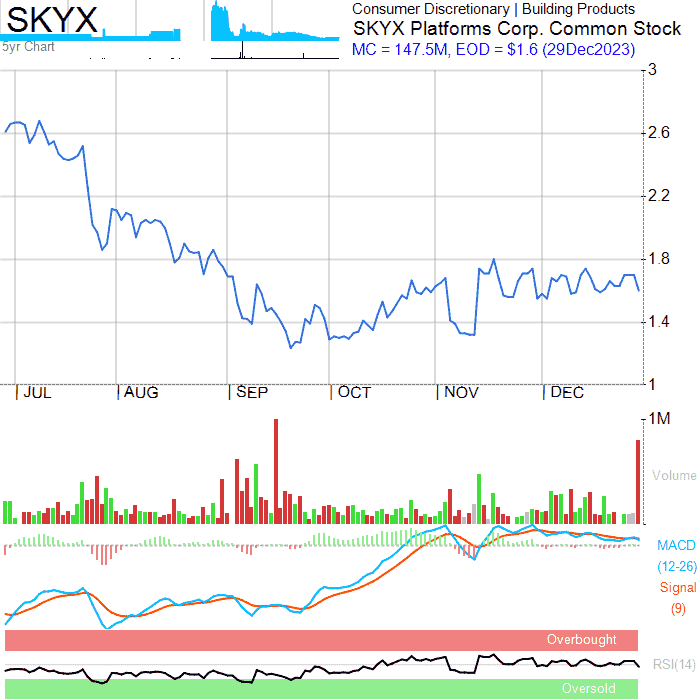 SKYX
5yr Chart
Consumer Discretionary | Building Products
SKYX Platforms Corp. Common Stock
MC = 147.5M, EOD = $1.6 (29Dec2023)
3
2.6
2.2
1.8
1.4
1
JUL
AUG
SEP
OCT
NOV
DEC
1M
Volume
MACD
(12-26)
Signal
(9)
Overbought
RSI(14)
Oversold